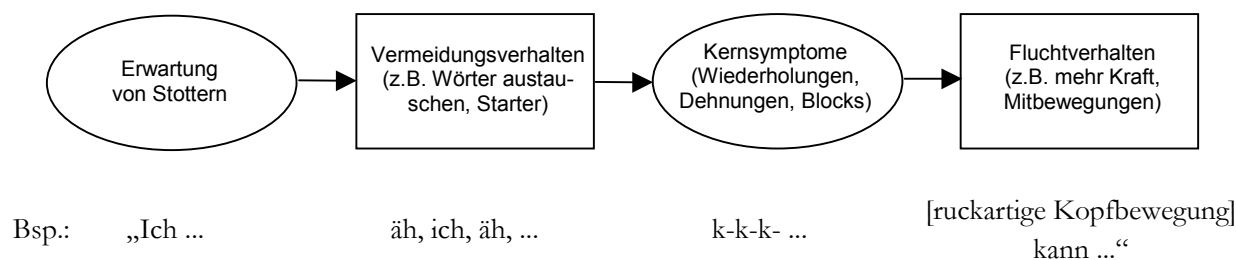 Erwartung
von Stottern
Vermeidungsverhalten
(z.B. Wörter austau-
schen, Starter)
Kernsymptome
(Wiederholungen,
Dehnungen, Blocks)
Fluchtverhalten
(z.B. mehr Kraft,
Mitbewegungen)
Bsp.: „Ich ... äh, ich, äh, ... k-k-k- ... [ruckartige Kopfbewegung]
kann ...“